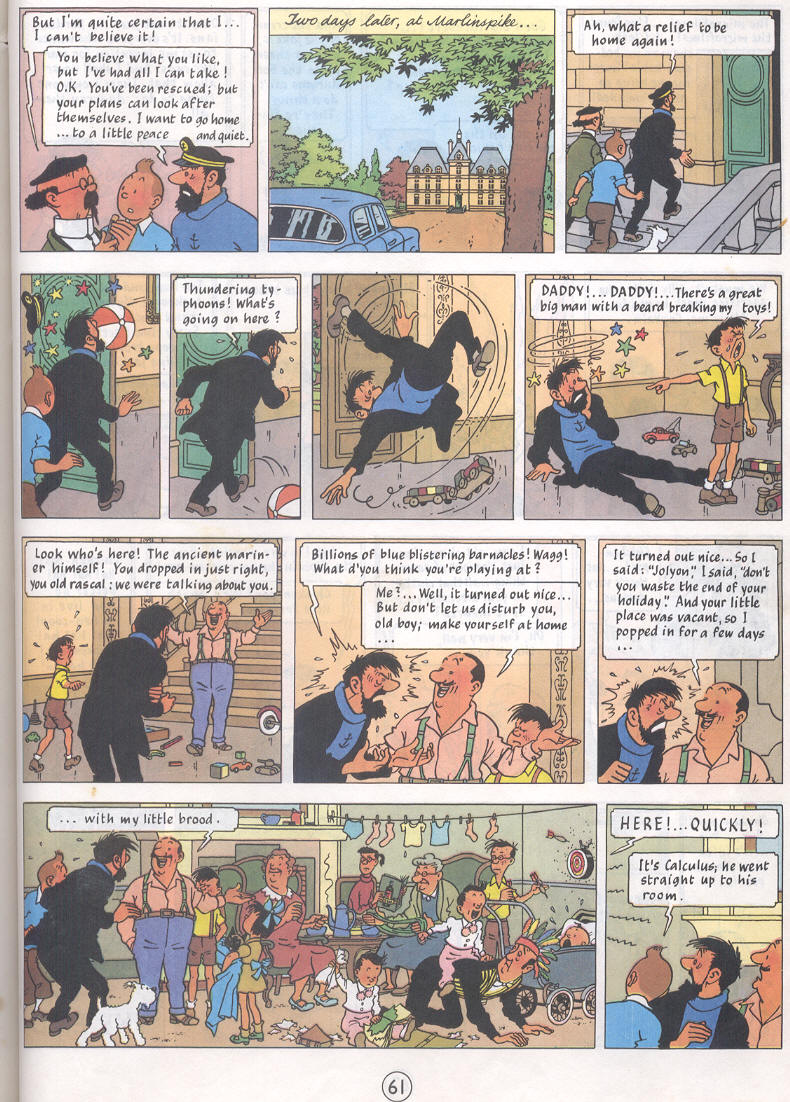 But I'm quite certain that I...
I can't believe it!
You believe what you like,
but I've had all I can take!
O.K. You've been rescued; but
your plans can look after
themselves. I want to go home
...to a little peace and quiet.
Two days later, at Marlinspike...
Ah, what a relief to be
home again!
Thundering ty-
phoons! What's
going on here?
DADDY!...DADDY!...There's a great
big man with a beard breaking my toys!
Look who's here! The ancient marin-
er himself! You dropped in just right,
you old rascal: we were talking about you.
Billions of blue blistering barnacles! Wagg!
What d'you think you're playing at?
Me?...Well, it turned out nice...
But don't let us disturb you,
old boy; make yourself at home
...
It turned out nice... So I
said: "Jolyon," I said, "don't
you waste the end of your
holiday." And your little
place was vacant, so I
popped in for a few days
...
... with my little brood.
HERE!...QUICKLY!
It's Calculus; he went
straight up to his
room.
61